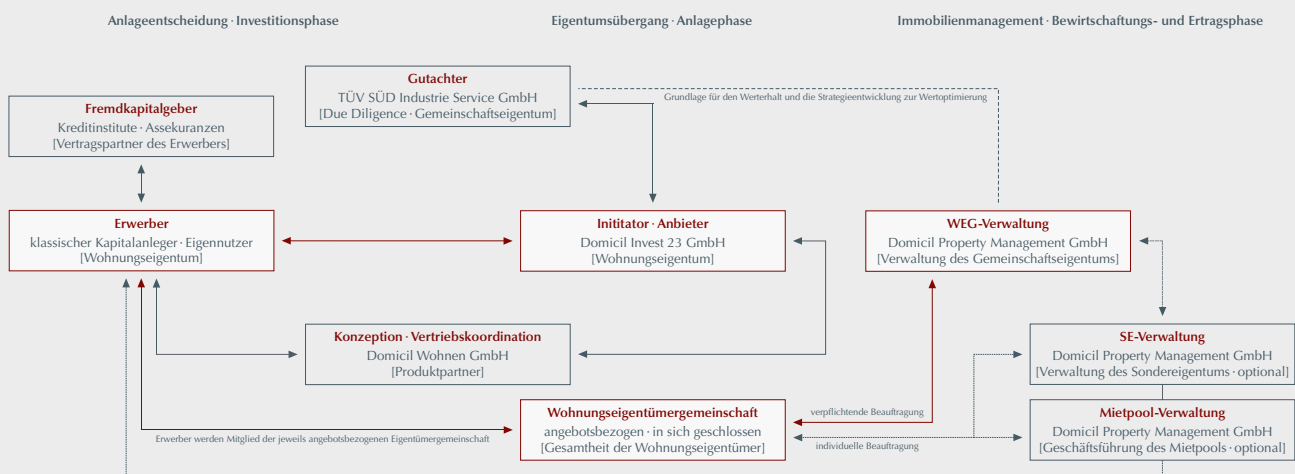 Anlageentscheidung · Investitionsphase
Eigentumsübergang · Anlagephase
Immobilienmanagement · Bewirtschaftungs- und Ertragsphase
Gutachter
TÜV SÜD Industrie Service GmbH
[Due Diligence · Gemeinschaftseigentum]
Grundlage für den Werterhalt und die Strategieentwicklung zur Wertoptimierung
Fremdkapitalgeber
Kreditinstitute · Assekuranzen
[Vertragspartner des Erwerbers]
Erwerber
klassischer Kapitalanleger · Eigennutzer
[Wohnungseigentum]
Inititator · Anbieter
Domicil Invest 23 GmbH
[Wohnungseigentum]
WEG-Verwaltung
Domicil Property Management GmbH
[Verwaltung des Gemeinschaftseigentums]
Konzeption · Vertriebskoordination
Domicil Wohnen GmbH
[Produktpartner]
SE-Verwaltung
Domicil Property Management GmbH
[Verwaltung des Sondereigentums · optional]
Wohnungseigentümergemeinschaft
angebotsbezogen · in sich geschlossen
[Gesamtheit der Wohnungseigentümer]
verpflichtende Beauftragung
individuelle Beauftragung
Erwerber werden Mitglied der jeweils angebotsbezogenen Eigentümergemeinschaft
Mietpool-Verwaltung
Domicil Property Management GmbH
[Geschäftsführung des Mietpools · optional]